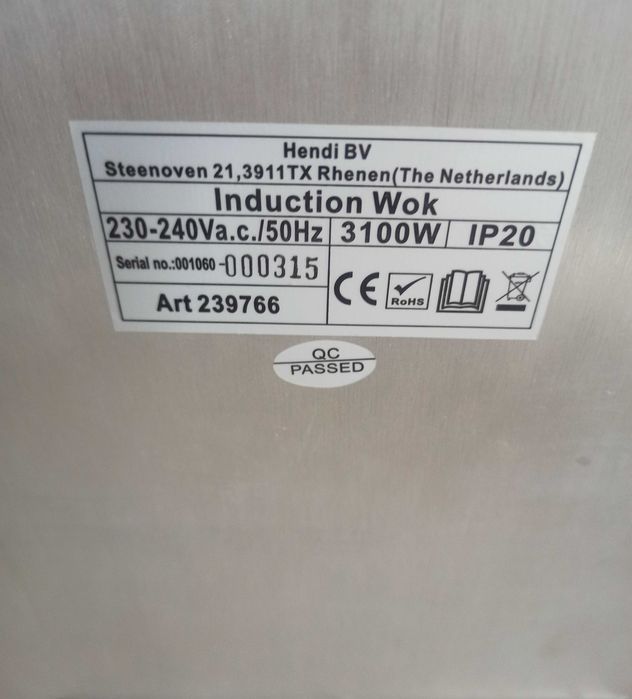 Hendi BV
Steenoven 21,3911TX Rhenen(The Netherlands)
Induction Wok
230-240Va.c./50Hz 3100W IP20
Serial no.:001060-000315
Art 239766
CE RoHS
QC
PASSED